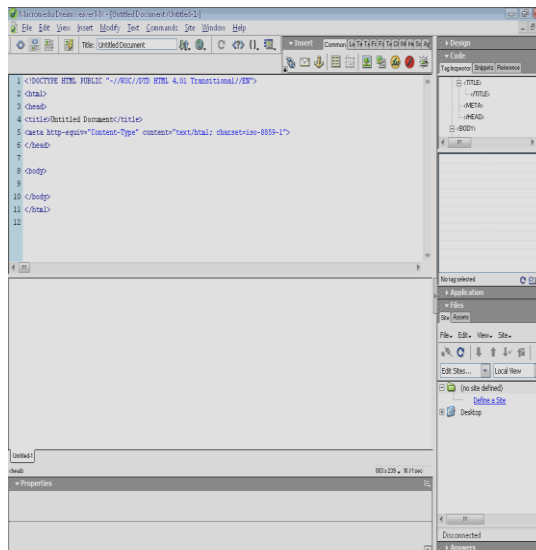 Macromedia Dreamweaver MX - [Untitled Document (Untitled-1)]
File Edit View Insert Modify Text Commands Site Window Help
Title: Untitled Document
Insert Common
Design
Code
Tag Inspector Snippets Reference
<TITLE>
</TITLE>
<META>
</HEAD>
<BODY>
1 <!DOCTYPE HTML PUBLIC "-//W3C//DTD HTML 4.01 Transitional//EN">
2 <html>
3 <head>
4 <title>Untitled Document</title>
5 <meta http-equiv="Content-Type" content="text/html; charset=iso-8859-1">
6 </head>
7
8 <body>
9
10 </body>
11 </html>
12
No tag selected
Application
Files
Site Assets
File Edit View Site
Edit Sites... Local View
(no site defined)
Define a Site
Desktop
Untitled-1
<head>
1K / 1 sec
Properties
Disconnected
Answers